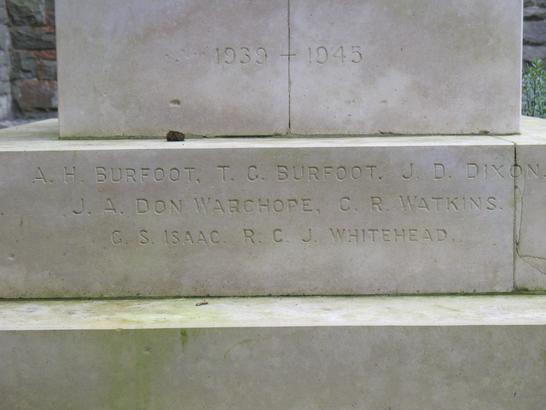 1939 – 1945
A. H. BURFOOT. T. C. BURFOOT. J. D. DIXON.
J. A. DON WARCHOPE, C. R. WATKINS.
G. S. ISAAC. R. C. J. WHITEHEAD.